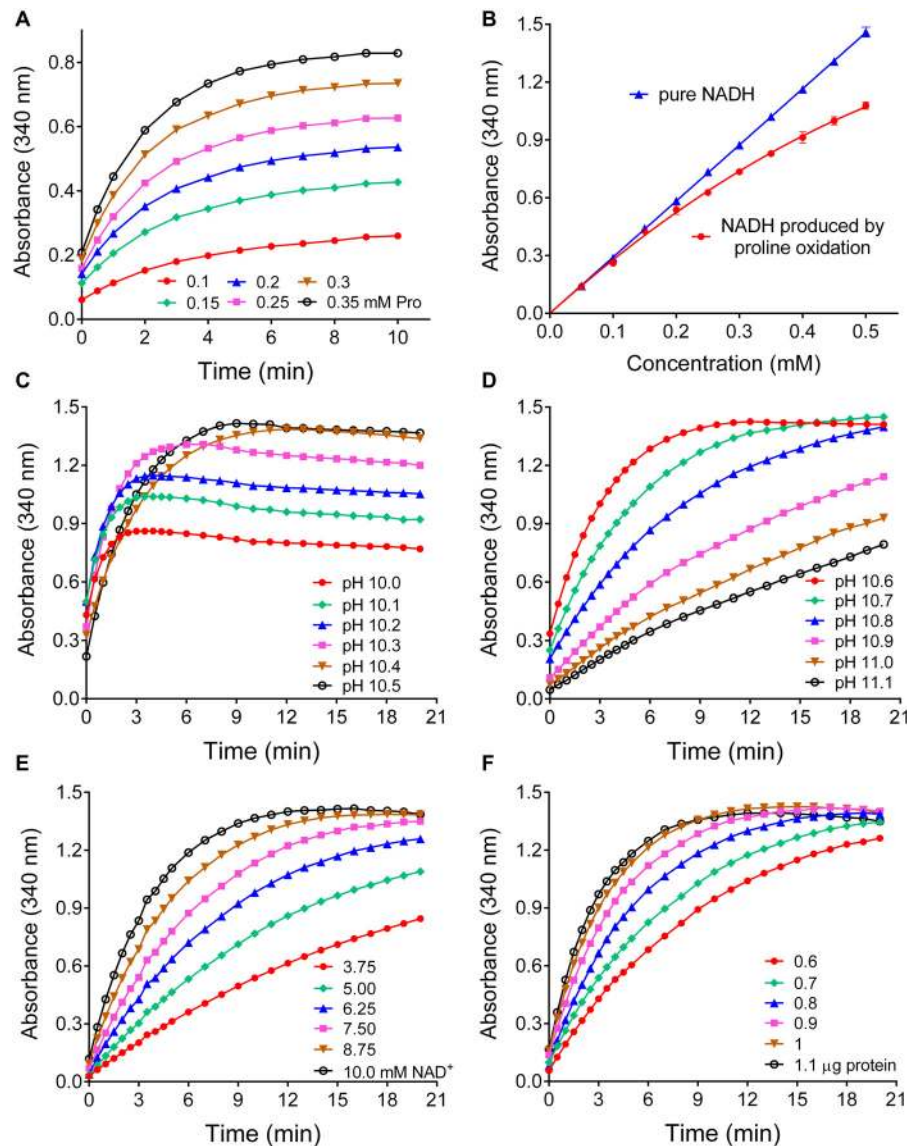 A
Absorbance (340 nm)
0.8
0.6
0.4
0.2
0.0
0.1 0.2 0.3
0.15 0.25 0.35 mM Pro
0 2 4 6 8 10
Time (min)
B
Absorbance (340 nm)
1.5
1.2
0.9
0.6
0.3
0.0
pure NADH
NADH produced by
proline oxidation
0.0 0.1 0.2 0.3 0.4 0.5
Concentration (mM)
C
Absorbance (340 nm)
1.5
1.2
0.9
0.6
0.3
0.0
pH 10.0
pH 10.1
pH 10.2
pH 10.3
pH 10.4
pH 10.5
0 3 6 9 12 15 18 21
Time (min)
D
Absorbance (340 nm)
1.5
1.2
0.9
0.6
0.3
0.0
pH 10.6
pH 10.7
pH 10.8
pH 10.9
pH 11.0
pH 11.1
0 3 6 9 12 15 18 21
Time (min)
E
Absorbance (340 nm)
1.5
1.2
0.9
0.6
0.3
0.0
3.75
5.00
6.25
7.50
8.75
10.0 mM NAD⁺
0 3 6 9 12 15 18 21
Time (min)
F
Absorbance (340 nm)
1.5
1.2
0.9
0.6
0.3
0.0
0.6
0.7
0.8
0.9
1
1.1 μg protein
0 3 6 9 12 15 18 21
Time (min)